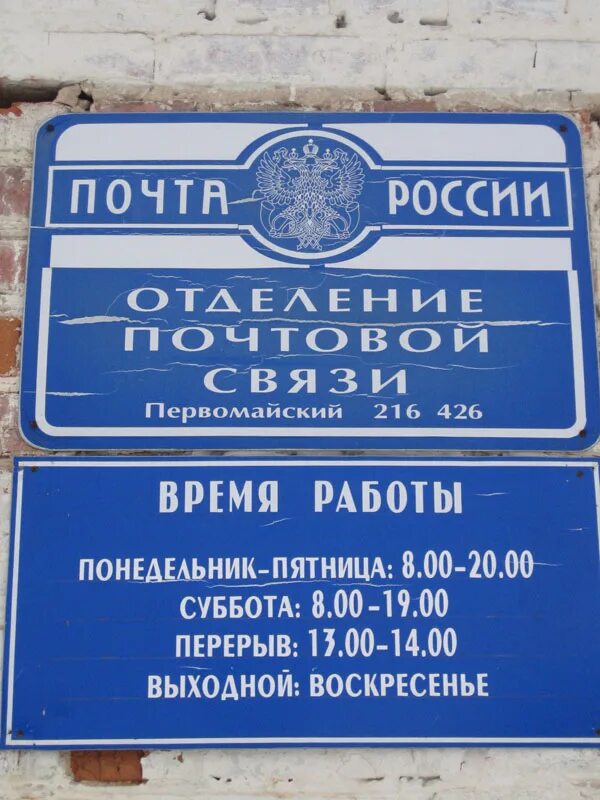 ПОЧТА РОССИИ
ОТДЕЛЕНИЕ
ПОЧТОВОЙ
СВЯЗИ
Первомайский 216 426
ВРЕМЯ РАБОТЫ
ПОНЕДЕЛЬНИК-ПЯТНИЦА: 8.00-20.00
СУББОТА: 8.00-19.00
ПЕРЕРЫВ: 13.00-14.00
ВЫХОДНОЙ: ВОСКРЕСЕНЬЕ